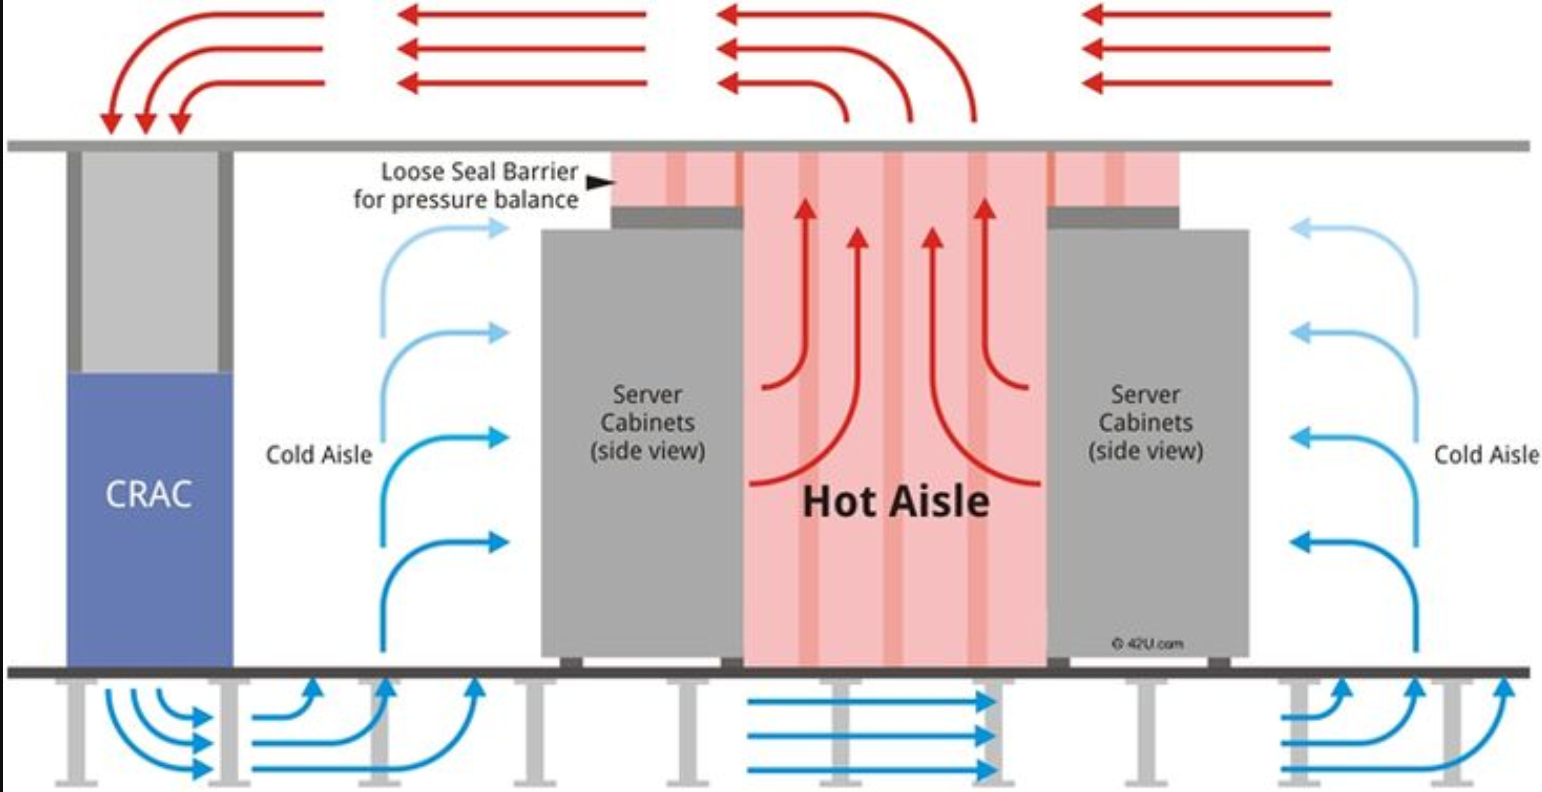 Loose Seal Barrier
for pressure balance
Server
Cabinets
(side view)
Server
Cabinets
(side view)
Cold Aisle
Cold Aisle
CRAC
Hot Aisle
© 42U.com